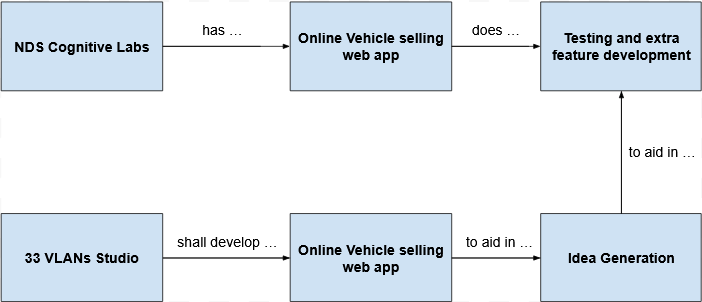 NDS Cognitive Labs
has ...
Online Vehicle selling
web app
does ...
Testing and extra
feature development
to aid in ...
33 VLANs Studio
shall develop ...
Online Vehicle selling
web app
to aid in ...
Idea Generation